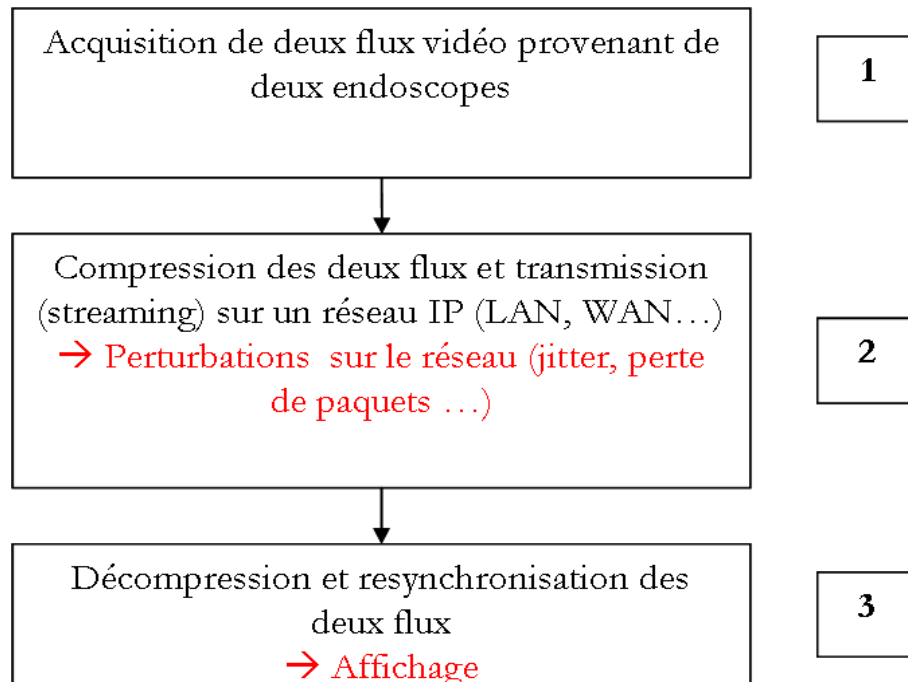 Acquisition de deux flux vidéo provenant de
deux endoscopes
1
Compression des deux flux et transmission
(streaming) sur un réseau IP (LAN, WAN…)
→ Perturbations sur le réseau (jitter, perte
de paquets …)
2
Décompression et resynchronisation des
deux flux
→ Affichage
3